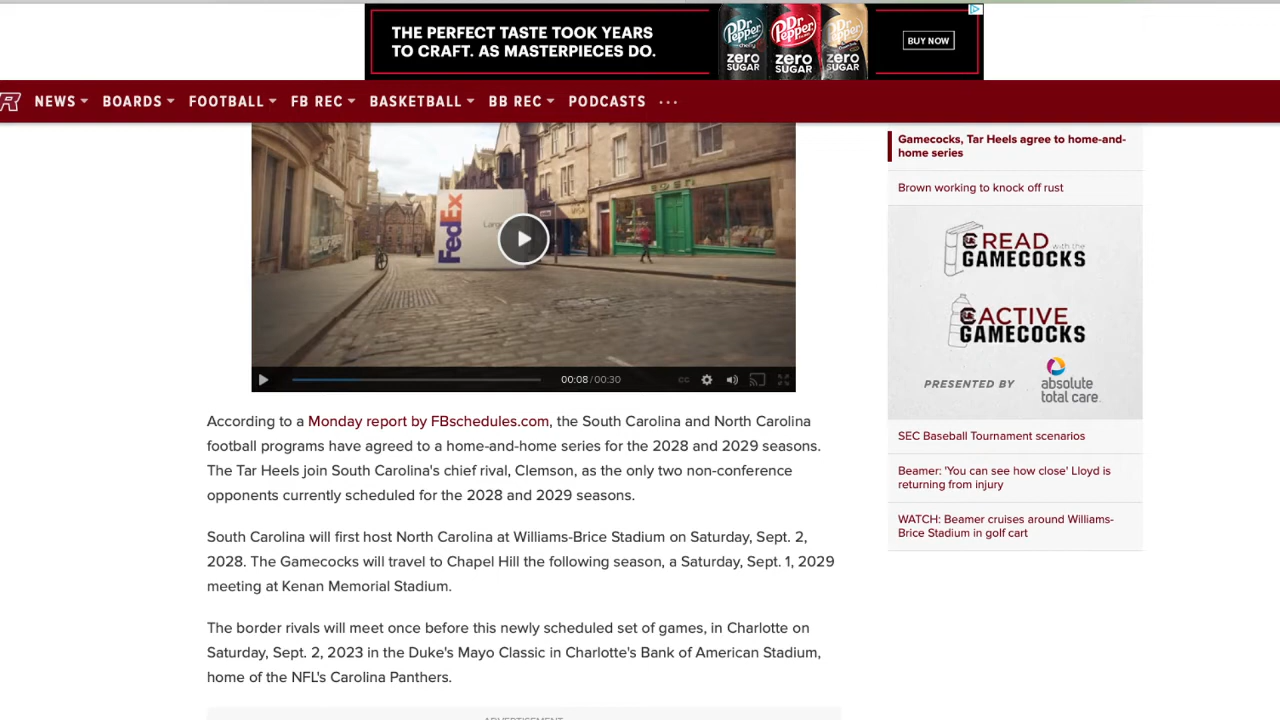 THE PERFECT TASTE TOOK YEARS
TO CRAFT. AS MASTERPIECES DO.
Dr Pepper
cherry
zero
SUGAR
Dr Pepper
zero
SUGAR
Dr Pepper
zero
SUGAR
BUY NOW
R
NEWS
BOARDS
FOOTBALL
FB REC
BASKETBALL
BB REC
PODCASTS
...
FedEx
00:08/00:30
CC
According to a Monday report by FBschedules.com, the South Carolina and North Carolina
football programs have agreed to a home-and-home series for the 2028 and 2029 seasons.
The Tar Heels join South Carolina's chief rival, Clemson, as the only two non-conference
opponents currently scheduled for the 2028 and 2029 seasons.
South Carolina will first host North Carolina at Williams-Brice Stadium on Saturday, Sept. 2,
2028. The Gamecocks will travel to Chapel Hill the following season, a Saturday, Sept. 1, 2029
meeting at Kenan Memorial Stadium.
The border rivals will meet once before this newly scheduled set of games, in Charlotte on
Saturday, Sept. 2, 2023 in the Duke's Mayo Classic in Charlotte's Bank of American Stadium,
home of the NFL's Carolina Panthers.
ADVERTISEMENT
Gamecocks, Tar Heels agree to home-and-
home series
Brown working to knock off rust
READ with the
GAMECOCKS
ACTIVE
GAMECOCKS
PRESENTED BY
absolute
total care
SEC Baseball Tournament scenarios
Beamer: 'You can see how close' Lloyd is
returning from injury
WATCH: Beamer cruises around Williams-
Brice Stadium in golf cart